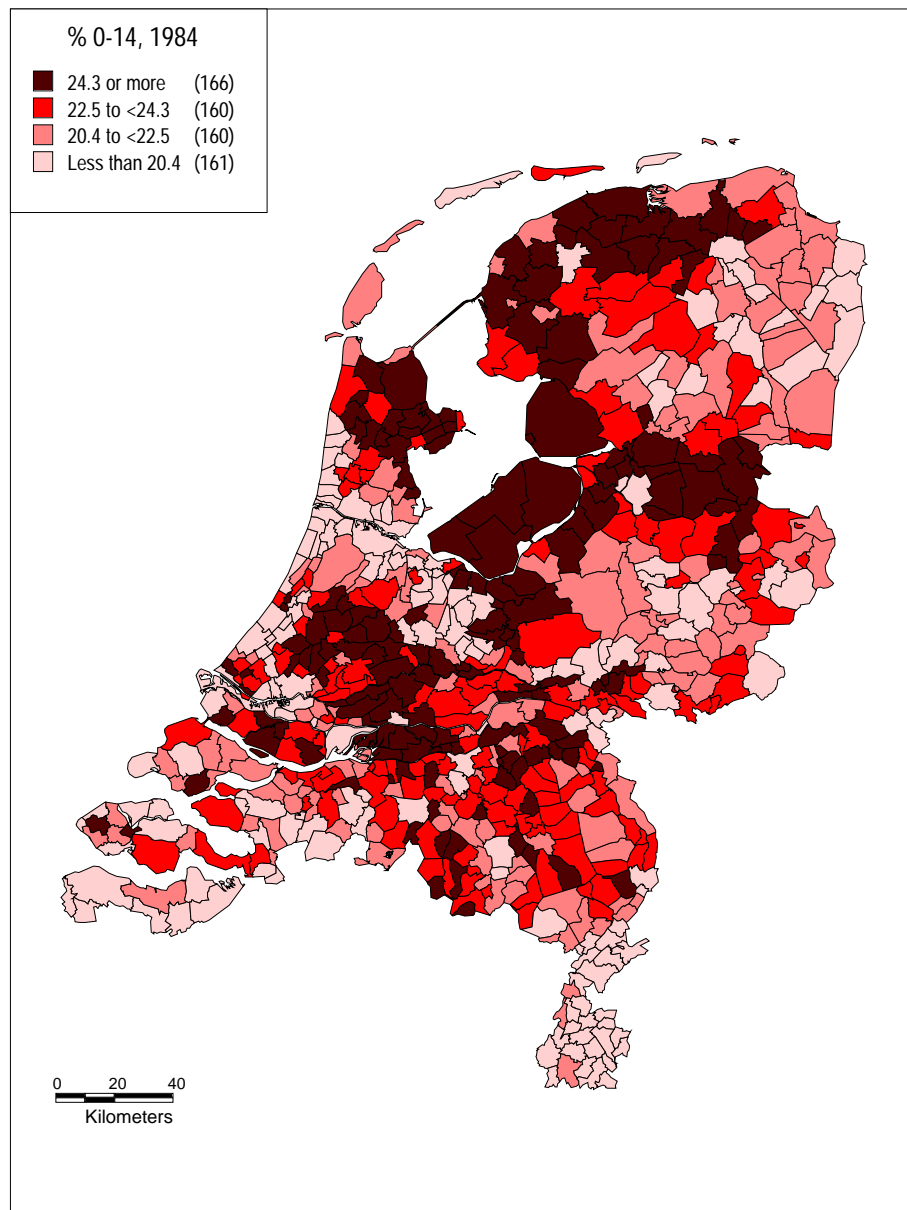 % 0-14, 1984
24.3 or more (166)
22.5 to <24.3 (160)
20.4 to <22.5 (160)
Less than 20.4 (161)
0 20 40
Kilometers